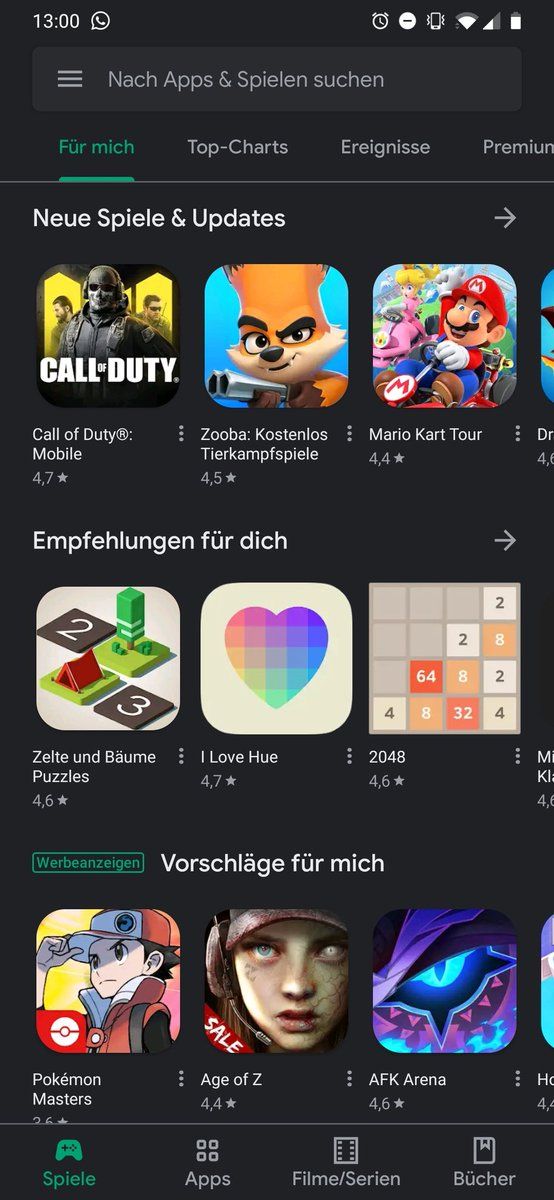 13:00
Nach Apps & Spielen suchen
Für mich Top-Charts Ereignisse Premium
Neue Spiele & Updates
CALL OF DUTY®
Call of Duty®:
Mobile
4,7★
Zooba: Kostenlos
Tierkampfspiele
4,5★
Mario Kart Tour
4,4★
Dr
4,6
Empfehlungen für dich
2
3
2
2 8
64 8 2
4 8 32 4
Zelte und Bäume
Puzzles
4,6★
I Love Hue
4,7★
2048
4,6★
Mi
Kla
4,6
Werbeanzeigen Vorschläge für mich
SALE
Pokémon
Masters
3,6★
Age of Z
4,4★
AFK Arena
4,6★
Ho
4,4
Spiele Apps Filme/Serien Bücher